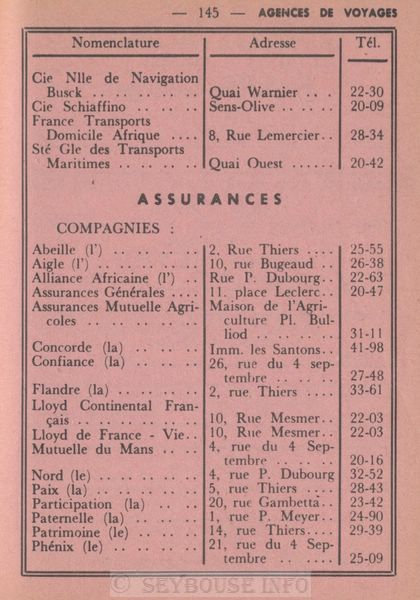 — 145 — AGENCES DE VOYAGES
Nomenclature Adresse Tél.
Cie Nlle de Navigation
Busck .. .. .. .. Quai Warnier .. . 22-30
Cie Schiaffino .. .. .. Sens-Olive .. .. .. 20-09
France Transports
Domicile Afrique .... 8, Rue Lemercier.. 28-34
Sté Gle des Transports
Maritimes .. .. .. .. Quai Ouest ...... 20-42
ASSURANCES
COMPAGNIES :
Abeille (l') .. .. .. .. 2, Rue Thiers .... 25-55
Aigle (l') .. .. .. .. .. 10, rue Bugeaud .. 26-38
Alliance Africaine (l') .. Rue P. Dubourg.. 22-63
Assurances Générales .... 11. place Leclerc.. 20-47
Assurances Mutuelle Agri- Maison de l'Agri-
coles .. .. .. .. .. culture Pl. Bul-
liod .. .. .. .. 31-11
Concorde (la) .. .. .. Imm. les Santons.. 41-98
Confiance (la) .. .. .. 26, rue du 4 sep-
tembre .. .. .. 27-48
Flandre (la) .. .. .. .. 2, rue Thiers .... 33-61
Lloyd Continental Fran-
çais .. .. .. .. .. 10, Rue Mesmer.. 22-03
Lloyd de France - Vie.. 10, Rue Mesmer.. 22-03
Mutuelle du Mans .. .. 4, rue du 4 Sep-
tembre .. .. .. 20-16
Nord (le) .. .. .. .. 4, rue P. Dubourg 32-52
Paix (la) .. .. .. .. 5, rue Thiers .... 28-43
Participation (la) .. .. 20, rue Gambetta.. 23-42
Paternelle (la) .. .. .. 1, rue P. Meyer.. 24-90
Patrimoine (le) .. .. .. 14, rue Thiers.... 29-39
Phénix (le) .. .. .. .. 21, rue du 4 Sep-
tembre .. .. .. 25-09
© SEYBOUSE INFO